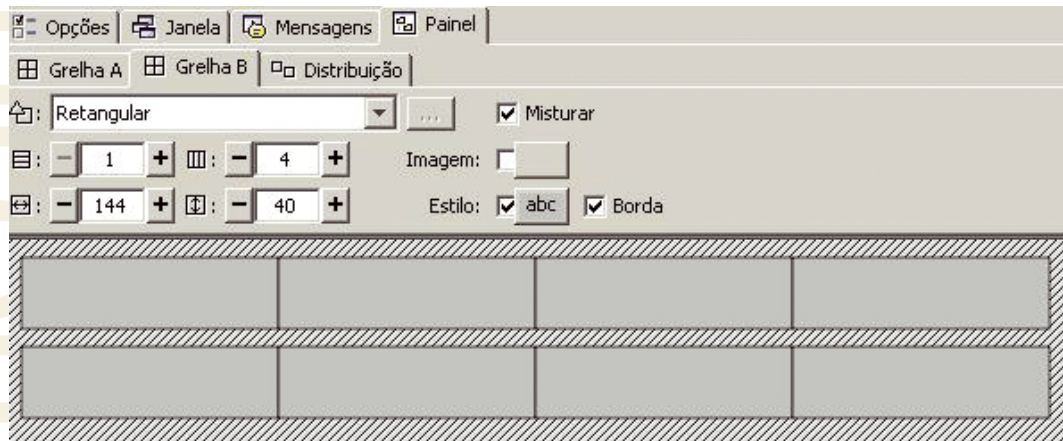 Opções Janela Mensagens Painel
Grelha A Grelha B Distribuição
: Retangular ... Misturar
: - 1 + : - 4 + Imagem:
: - 144 + : - 40 + Estilo: abc Borda